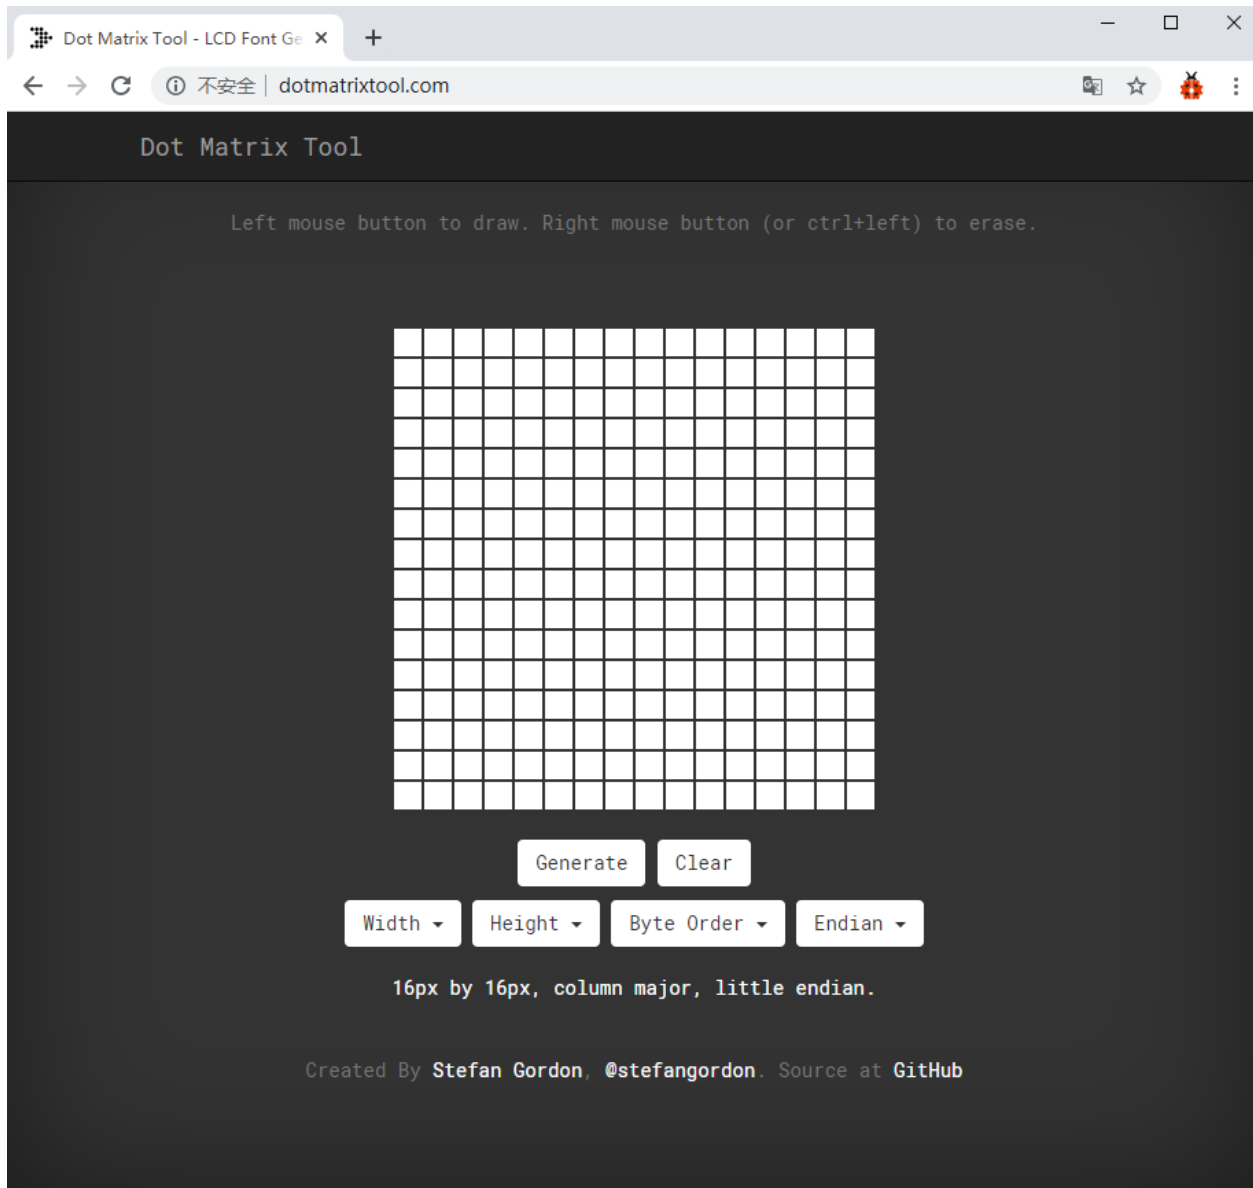 Dot Matrix Tool - LCD Font Ge
不安全 dotmatrixtool.com
Dot Matrix Tool
Left mouse button to draw. Right mouse button (or ctrl+left) to erase.
Generate Clear
Width Height Byte Order Endian
16px by 16px, column major, little endian.
Created By Stefan Gordon, @stefangordon. Source at GitHub